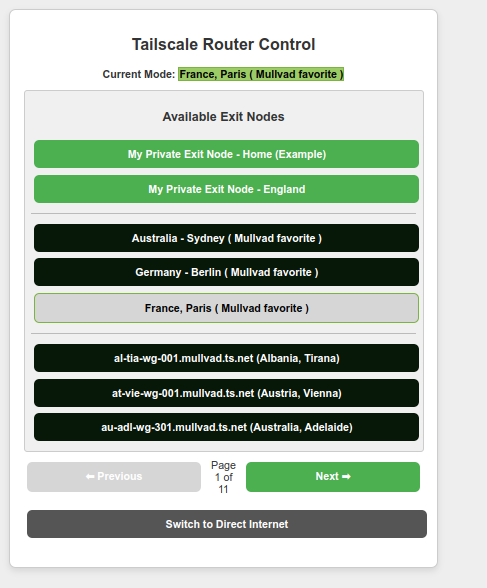 Tailscale Router Control
Current Mode: France, Paris ( Mullvad favorite )
Available Exit Nodes
My Private Exit Node - Home (Example)
My Private Exit Node - England
Australia - Sydney ( Mullvad favorite )
Germany - Berlin ( Mullvad favorite )
France, Paris ( Mullvad favorite )
al-tia-wg-001.mullvad.ts.net (Albania, Tirana)
at-vie-wg-001.mullvad.ts.net (Austria, Vienna)
au-adl-wg-301.mullvad.ts.net (Australia, Adelaide)
⬅ Previous
Page
1 of
11
Next ➡
Switch to Direct Internet